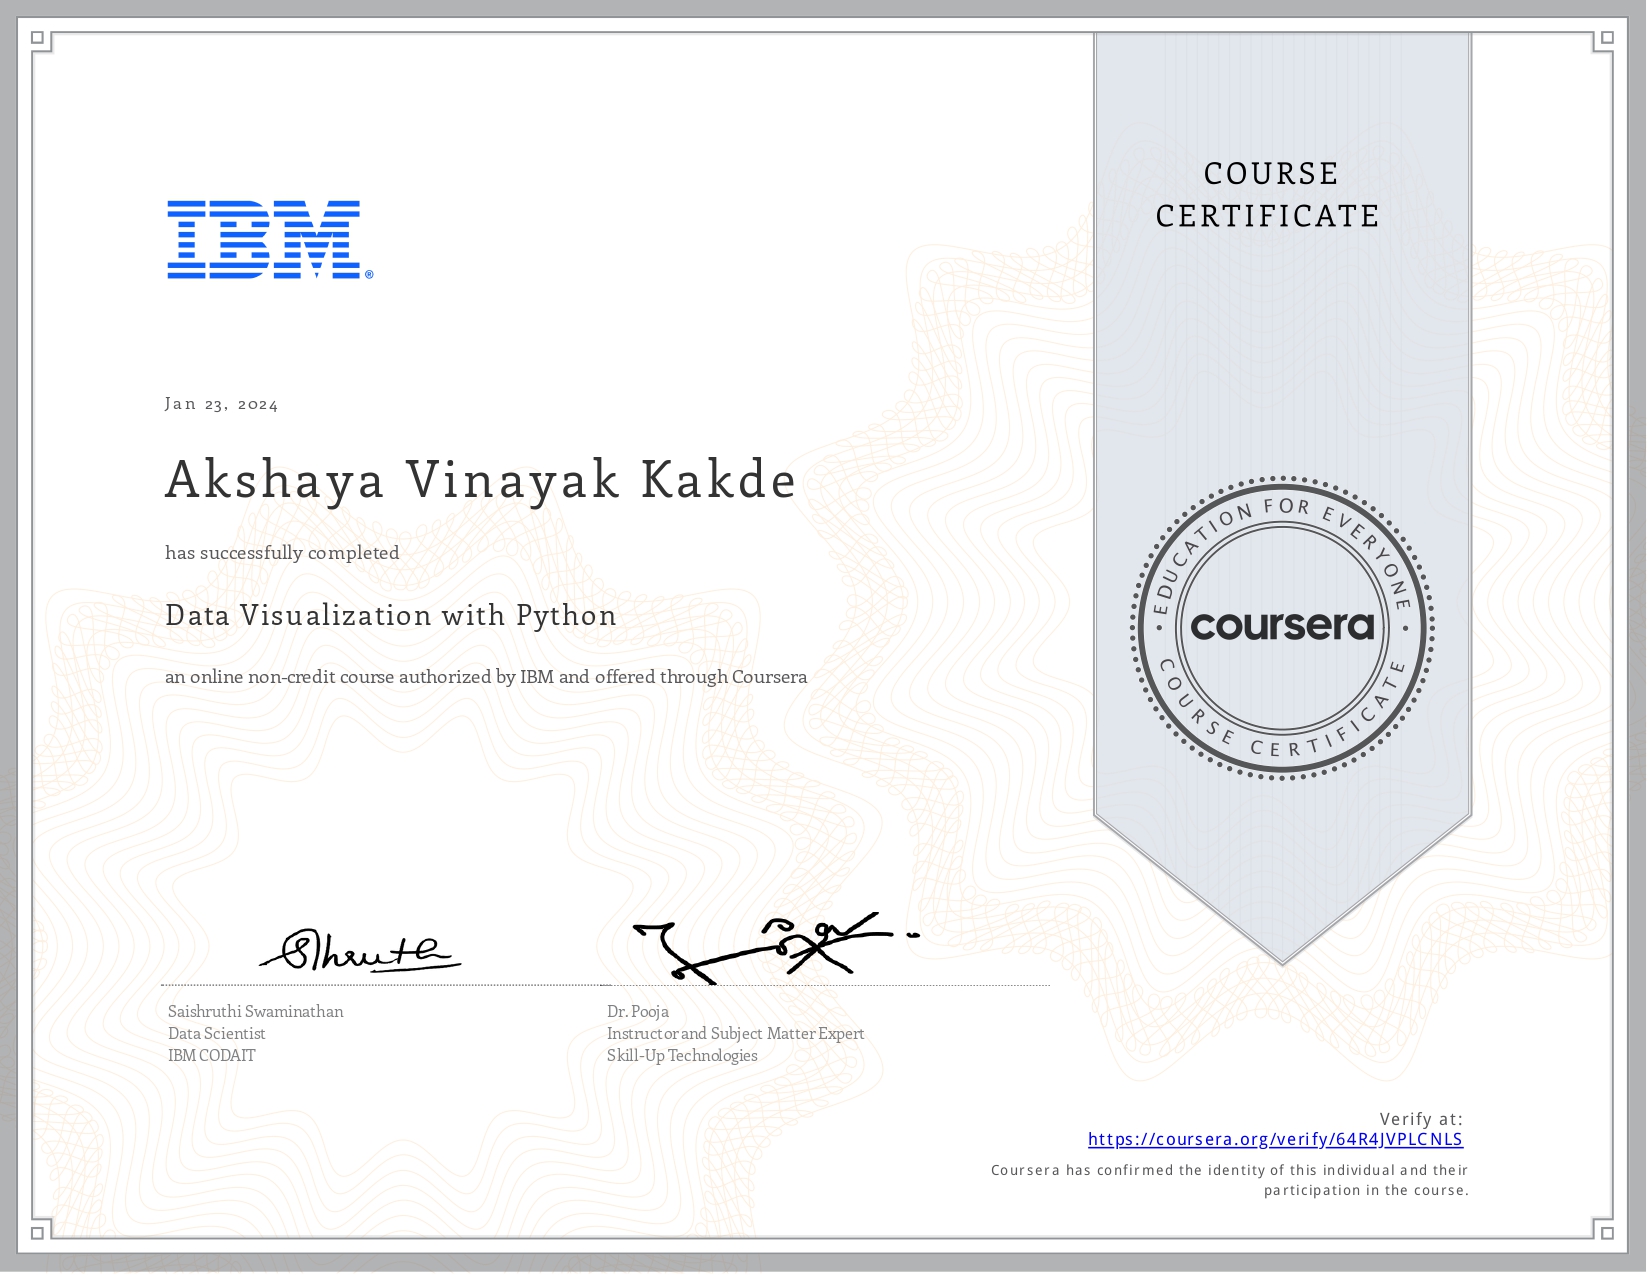 IBM®
COURSE
CERTIFICATE
Jan 23, 2024
Akshaya Vinayak Kakde
has successfully completed
Data Visualization with Python
an online non-credit course authorized by IBM and offered through Coursera
EDUCATION FOR EVERYONE
coursera
COURSE CERTIFICATE
Shruthi
Saishruthi Swaminathan
Data Scientist
IBM CODAIT
Dr. Pooja
Instructor and Subject Matter Expert
Skill-Up Technologies
Verify at:
https://coursera.org/verify/64R4JVPLCNLS
Coursera has confirmed the identity of this individual and their
participation in the course.